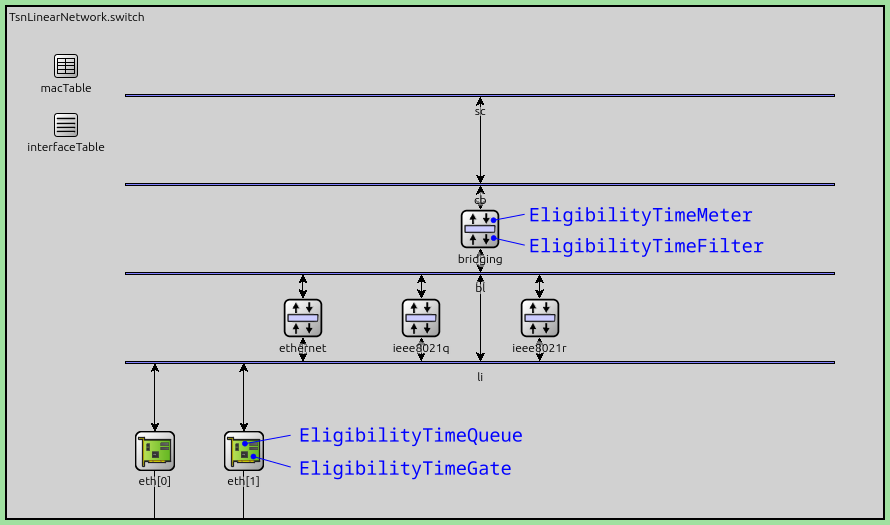 TsnLinearNetwork.switch
macTable
interfaceTable
sc
cb
EligibilityTimeMeter
EligibilityTimeFilter
bridging
bl
ethernet
ieee8021q
ieee8021r
li
EligibilityTimeQueue
EligibilityTimeGate
eth[0]
eth[1]